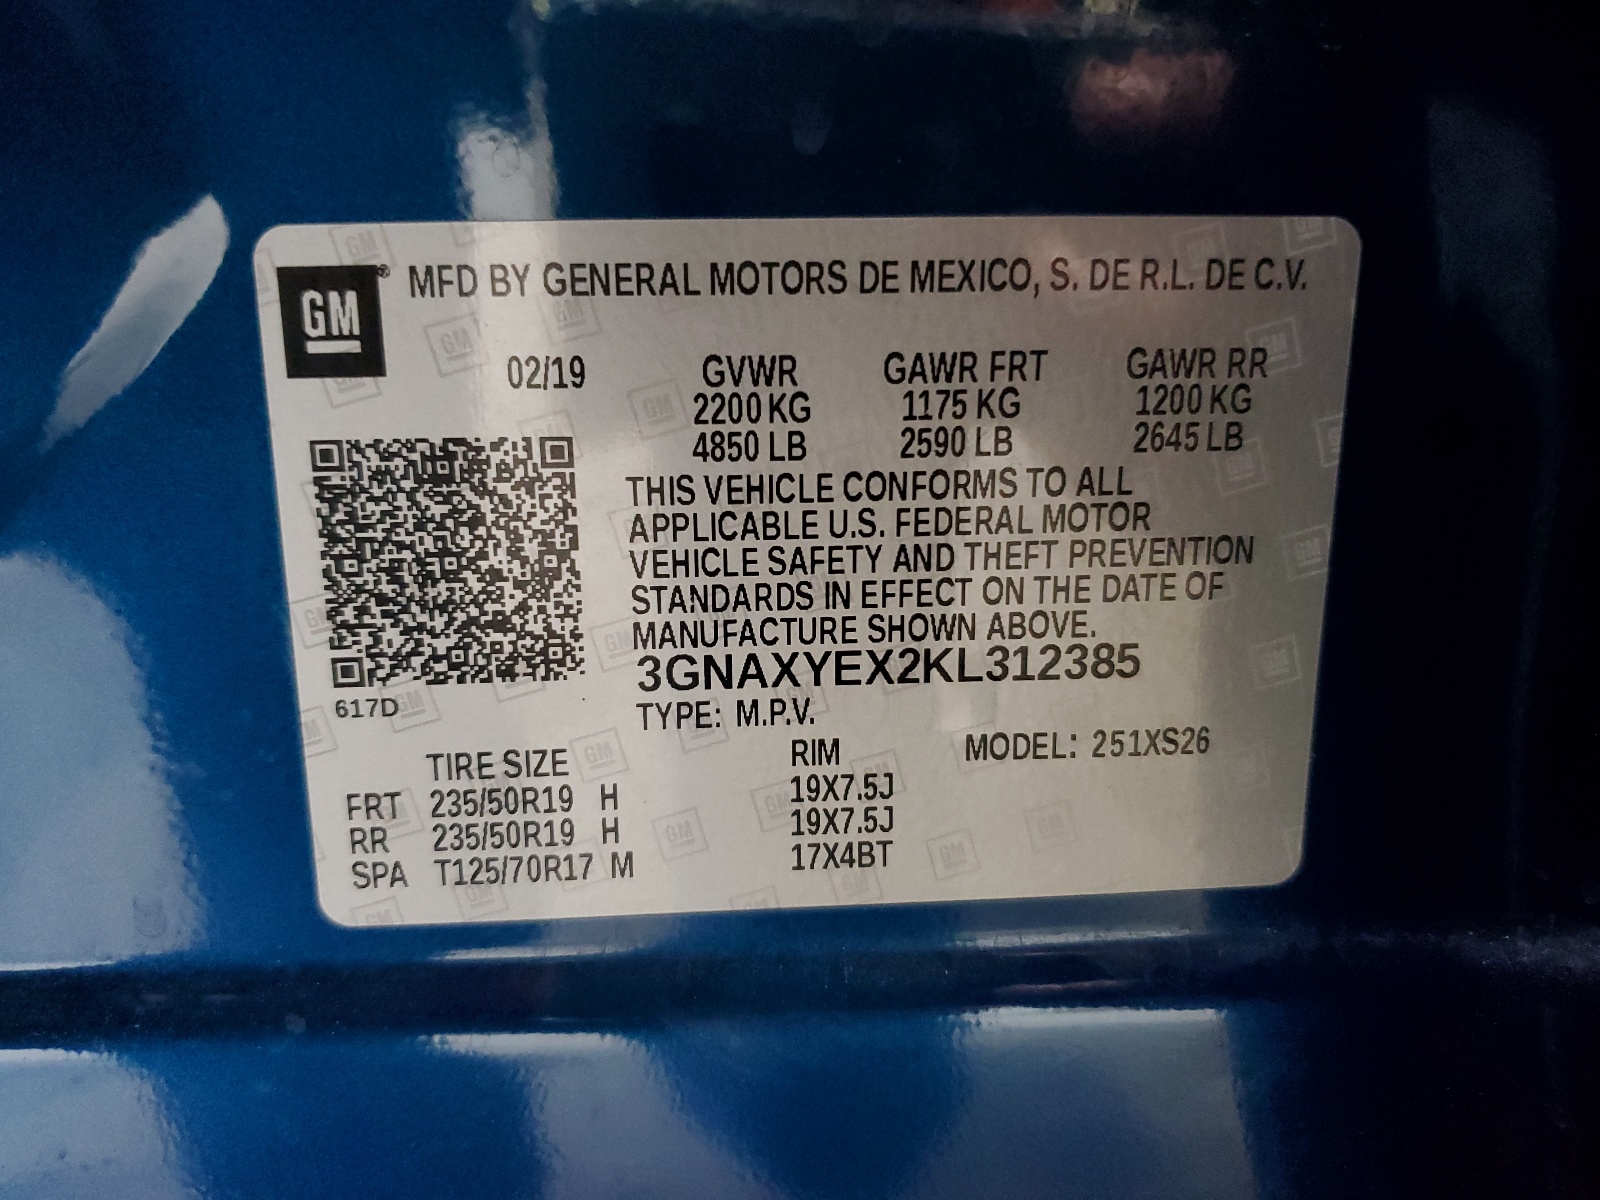 GM® MFD BY GENERAL MOTORS DE MEXICO, S. DE R.L. DE C.V.
02/19 GVWR GAWR FRT GAWR RR
2200 KG 1175 KG 1200 KG
4850 LB 2590 LB 2645 LB
THIS VEHICLE CONFORMS TO ALL
APPLICABLE U.S. FEDERAL MOTOR
VEHICLE SAFETY AND THEFT PREVENTION
STANDARDS IN EFFECT ON THE DATE OF
MANUFACTURE SHOWN ABOVE.
3GNAXYEX2KL312385
617D
TYPE: M.P.V.
TIRE SIZE RIM MODEL: 251XS26
FRT 235/50R19 H 19X7.5J
RR 235/50R19 H 19X7.5J
SPA T125/70R17 M 17X4BT